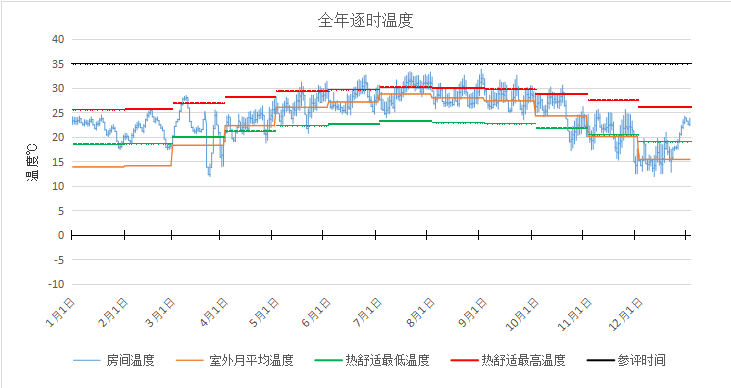 全年逐时温度
40
35
30
25
20
15
10
5
0
-5
-10
温度℃
1月1日
2月1日
3月1日
4月1日
5月1日
6月1日
7月1日
8月1日
9月1日
10月1日
11月1日
12月1日
房间温度
室外月平均温度
热舒适最低温度
热舒适最高温度
参评时间